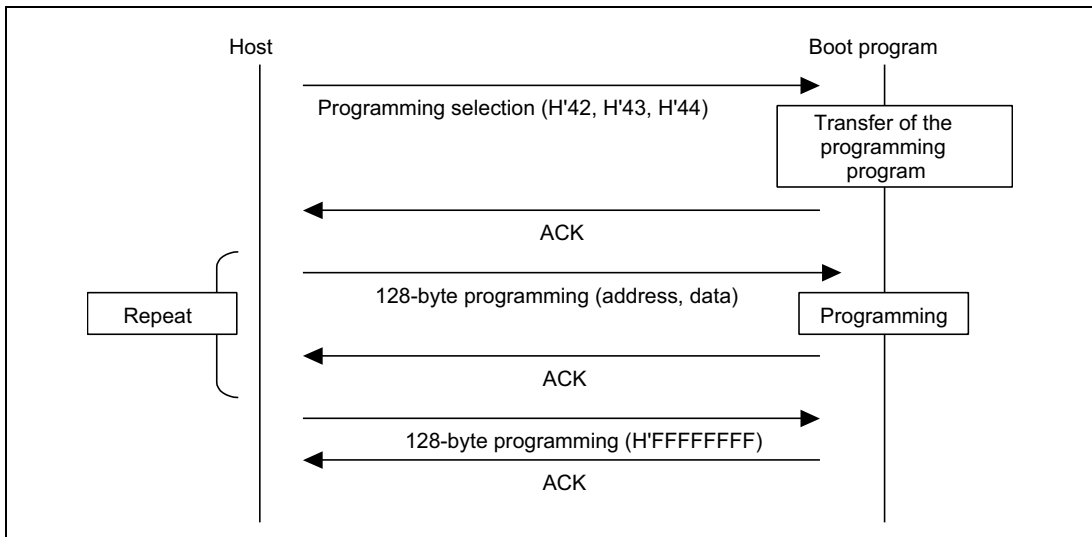 Host
Boot program
Programming selection (H'42, H'43, H'44)
Transfer of the
programming
program
ACK
128-byte programming (address, data)
Repeat
Programming
ACK
128-byte programming (H'FFFFFFFF)
ACK